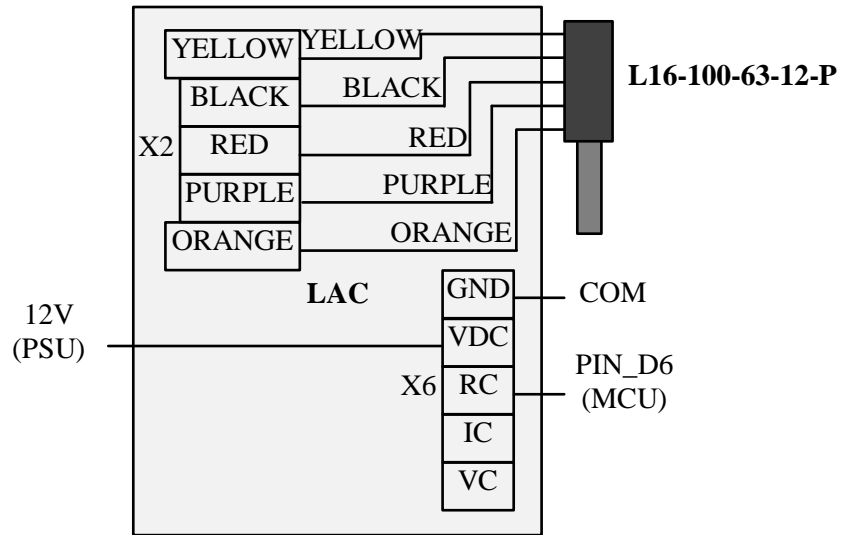 YELLOW YELLOW
L16-100-63-12-P
BLACK BLACK
X2 RED RED
PURPLE PURPLE
ORANGE ORANGE
LAC
GND COM
12V
(PSU)
VDC
X6 RC PIN_D6
(MCU)
IC
VC